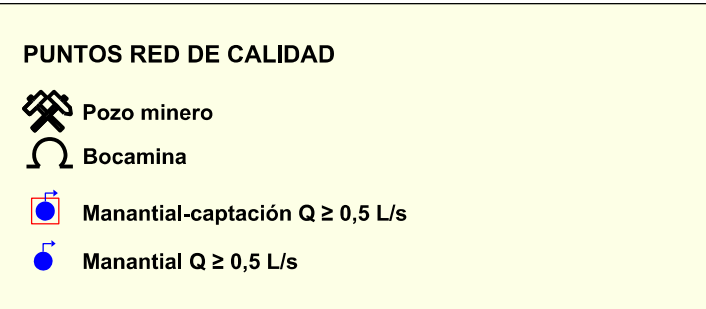 PUNTOS RED DE CALIDAD
Pozo minero
Bocamina
Manantial-captación Q ≥ 0,5 L/s
Manantial Q ≥ 0,5 L/s